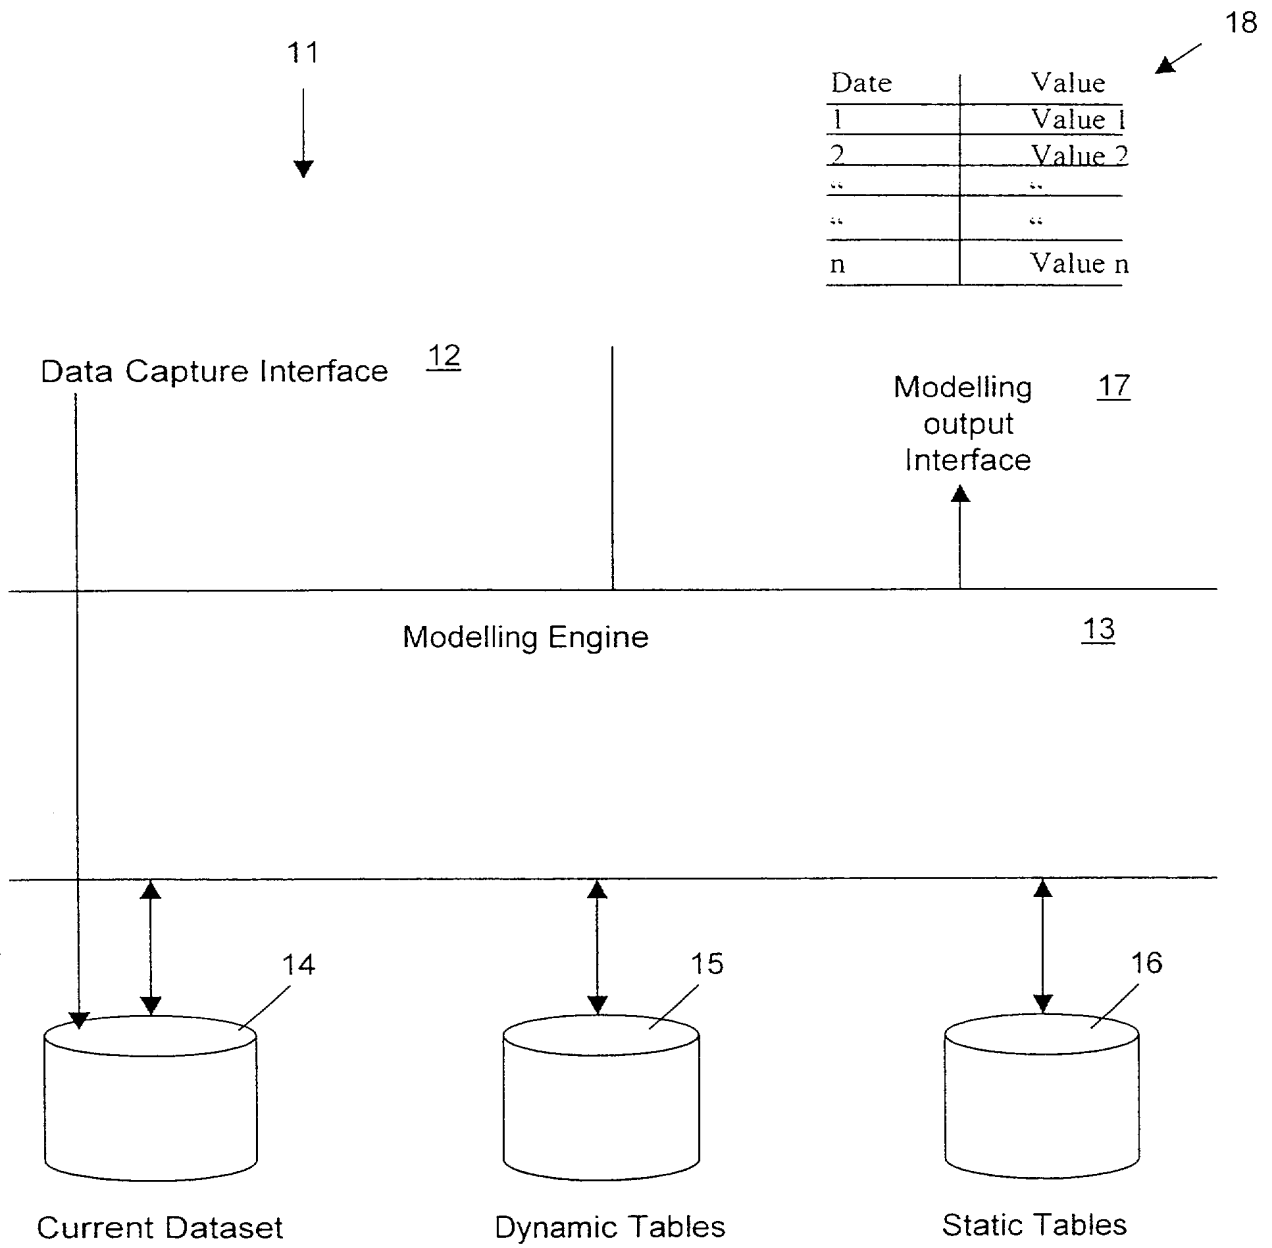 18
11
Date Value
1 Value 1
2 Value 2
“ “
“ “
n Value n
Data Capture Interface 12
Modelling 17
output
Interface
Modelling Engine 13
14 15 16
Current Dataset Dynamic Tables Static Tables